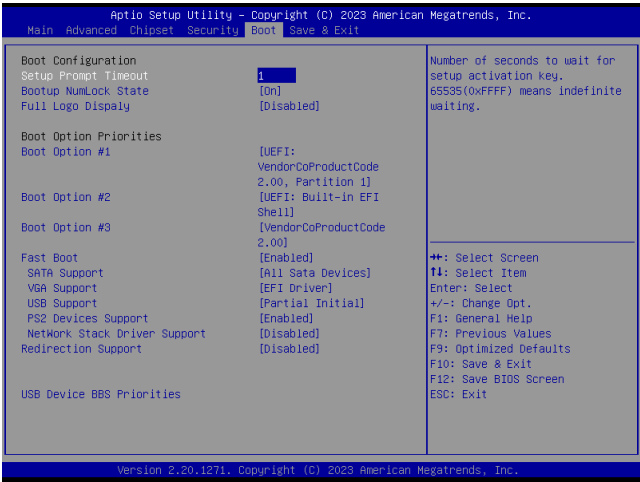 Aptio Setup Utility – Copyright (C) 2023 American Megatrends, Inc.
Main Advanced Chipset Security Boot Save & Exit
Boot Configuration
Setup Prompt Timeout 1
Bootup NumLock State [On]
Full Logo Dispaly [Disabled]
Boot Option Priorities
Boot Option #1 [UEFI:
VendorCoProductCode
2.00, Partition 1]
Boot Option #2 [UEFI: Built-in EFI
Shell]
Boot Option #3 [VendorCoProductCode
2.00]
Fast Boot [Enabled]
SATA Support [All Sata Devices]
VGA Support [EFI Driver]
USB Support [Partial Initial]
PS2 Devices Support [Enabled]
NetWork Stack Driver Support [Disabled]
Redirection Support [Disabled]
USB Device BBS Priorities
Number of seconds to wait for
setup activation key.
65535(0xFFFF) means indefinite
waiting.
→←: Select Screen
↑↓: Select Item
Enter: Select
+/-: Change Opt.
F1: General Help
F7: Previous Values
F9: Optimized Defaults
F10: Save & Exit
F12: Save BIOS Screen
ESC: Exit
Version 2.20.1271. Copyright (C) 2023 American Megatrends, Inc.